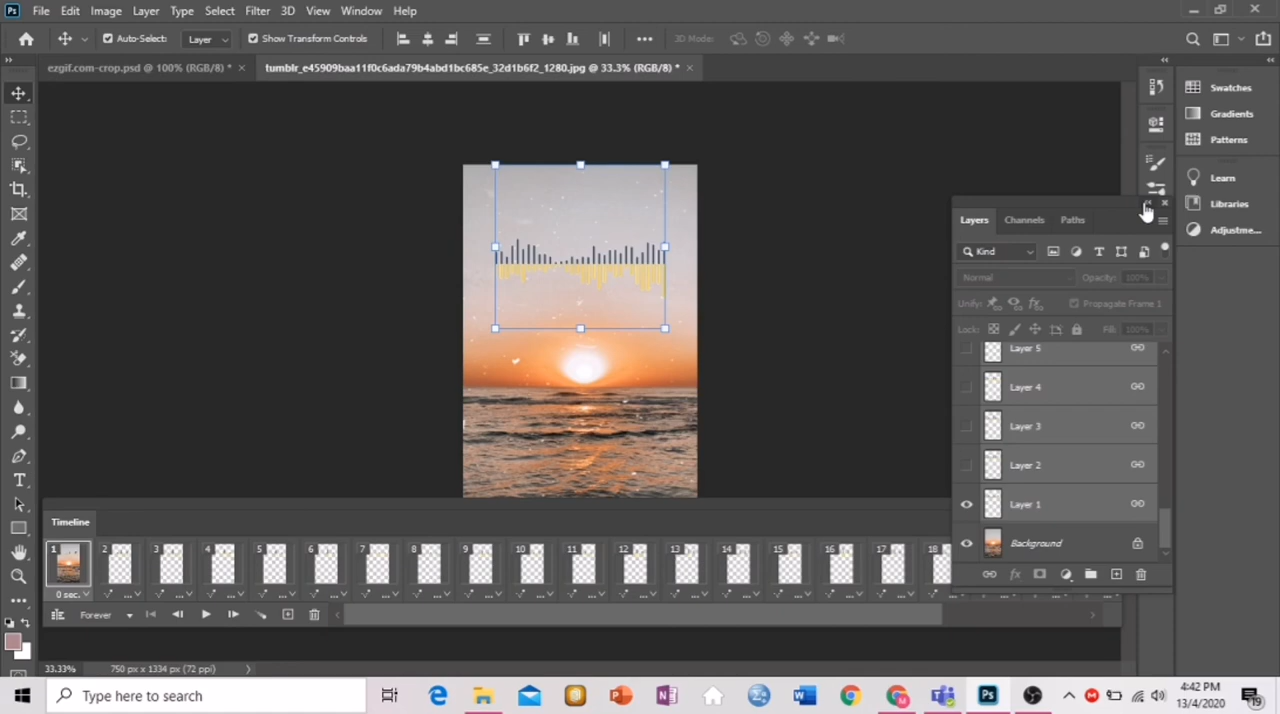 Ps File Edit Image Layer Type Select Filter 3D View Window Help
Auto-Select: Layer Show Transform Controls 3D Mode:
ezgif.com-crop.psd @ 100% (RGB/8) * tumblr_e45909baa11f0c6ada79b4abd1bc685e_32d1b6f2_1280.jpg @ 33.3% (RGB/8) *
Swatches
Gradients
Patterns
Learn
Libraries
Adjustme...
Layers Channels Paths
Kind
Normal Opacity: 100%
Unify: Propagate Frame 1
Lock: Fill: 100%
Layer 5
Layer 4
Layer 3
Layer 2
Layer 1
Background
Timeline
1 2 3 4 5 6 7 8 9 10 11 12 13 14 15 16 17 18
0 sec.
Forever
33.33% 750 px x 1334 px (72 ppi)
Type here to search
4:42 PM
13/4/2020
19